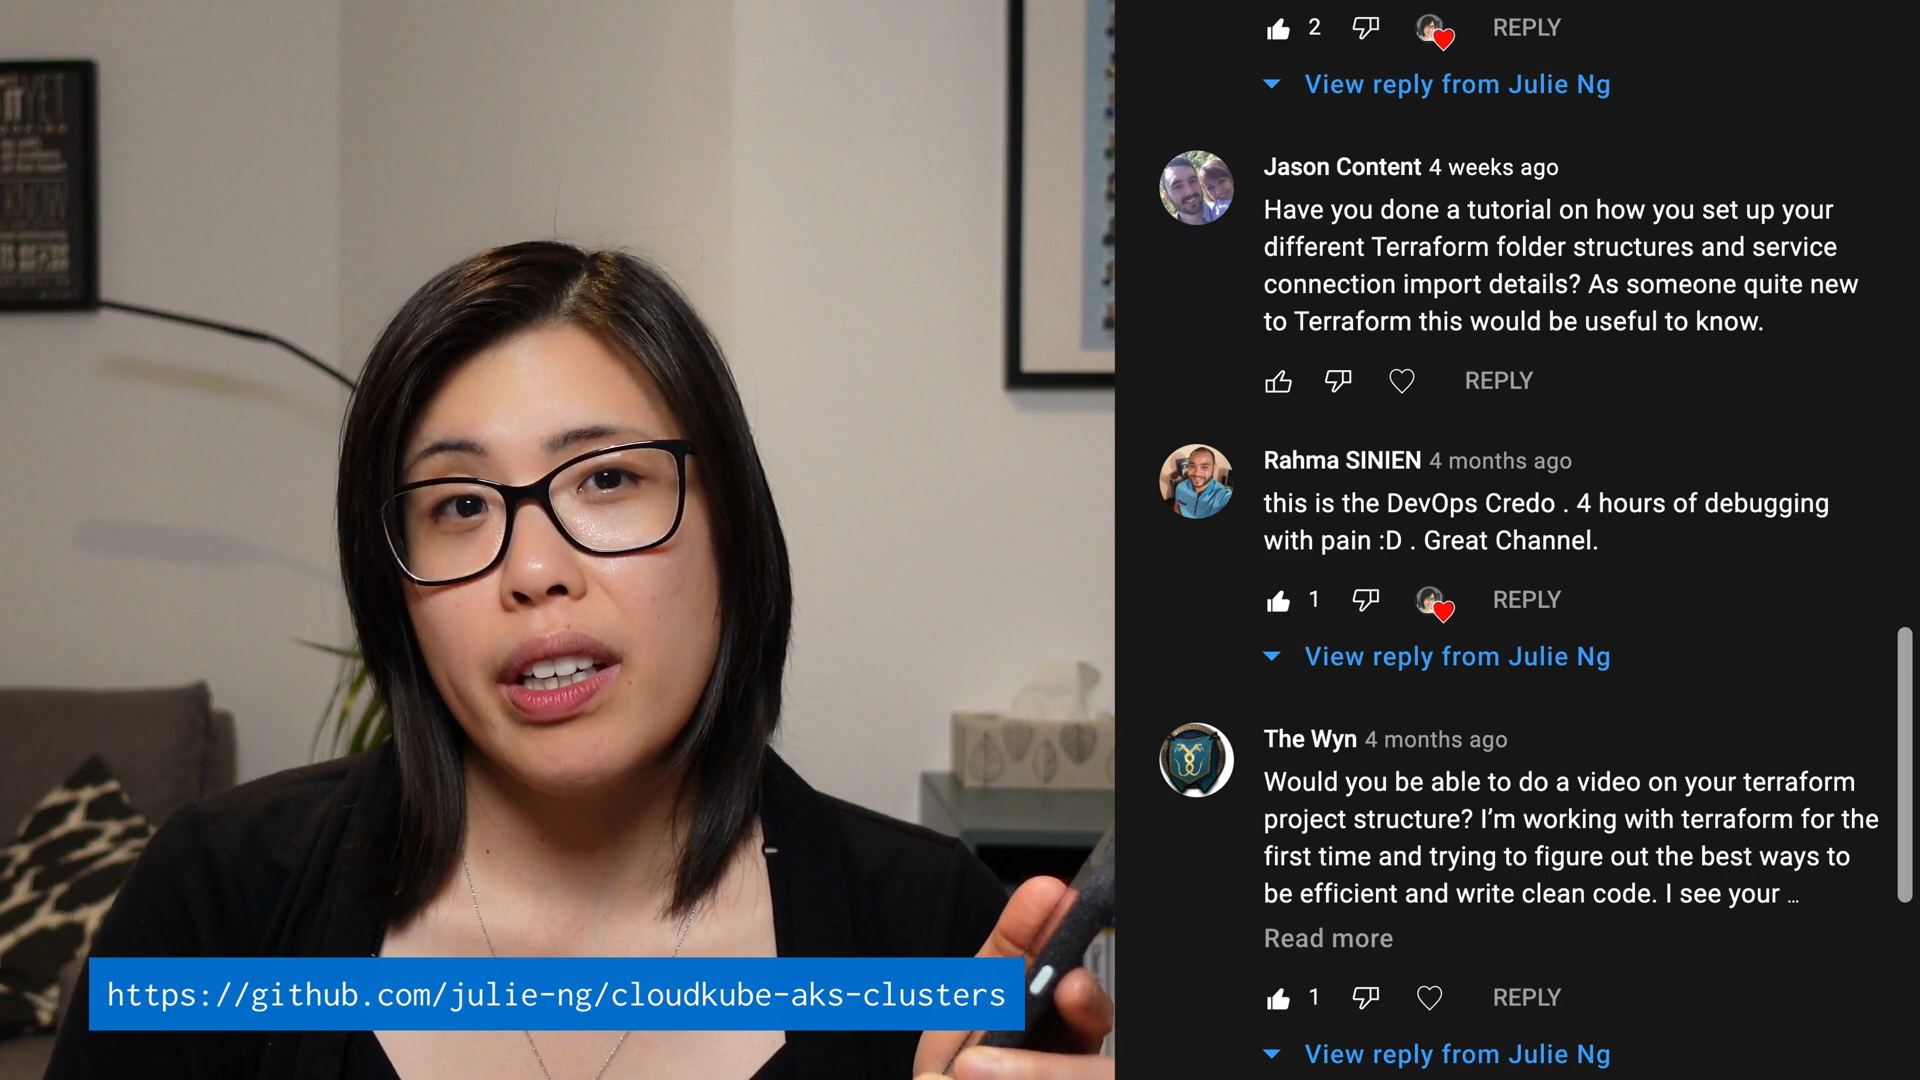 2 REPLY
View reply from Julie Ng
Jason Content 4 weeks ago
Have you done a tutorial on how you set up your
different Terraform folder structures and service
connection import details? As someone quite new
to Terraform this would be useful to know.
REPLY
Rahma SINIEN 4 months ago
this is the DevOps Credo . 4 hours of debugging
with pain :D . Great Channel.
1 REPLY
View reply from Julie Ng
The Wyn 4 months ago
Would you be able to do a video on your terraform
project structure? I’m working with terraform for the
first time and trying to figure out the best ways to
be efficient and write clean code. I see your ...
Read more
1 REPLY
View reply from Julie Ng
https://github.com/julie-ng/cloudkube-aks-clusters